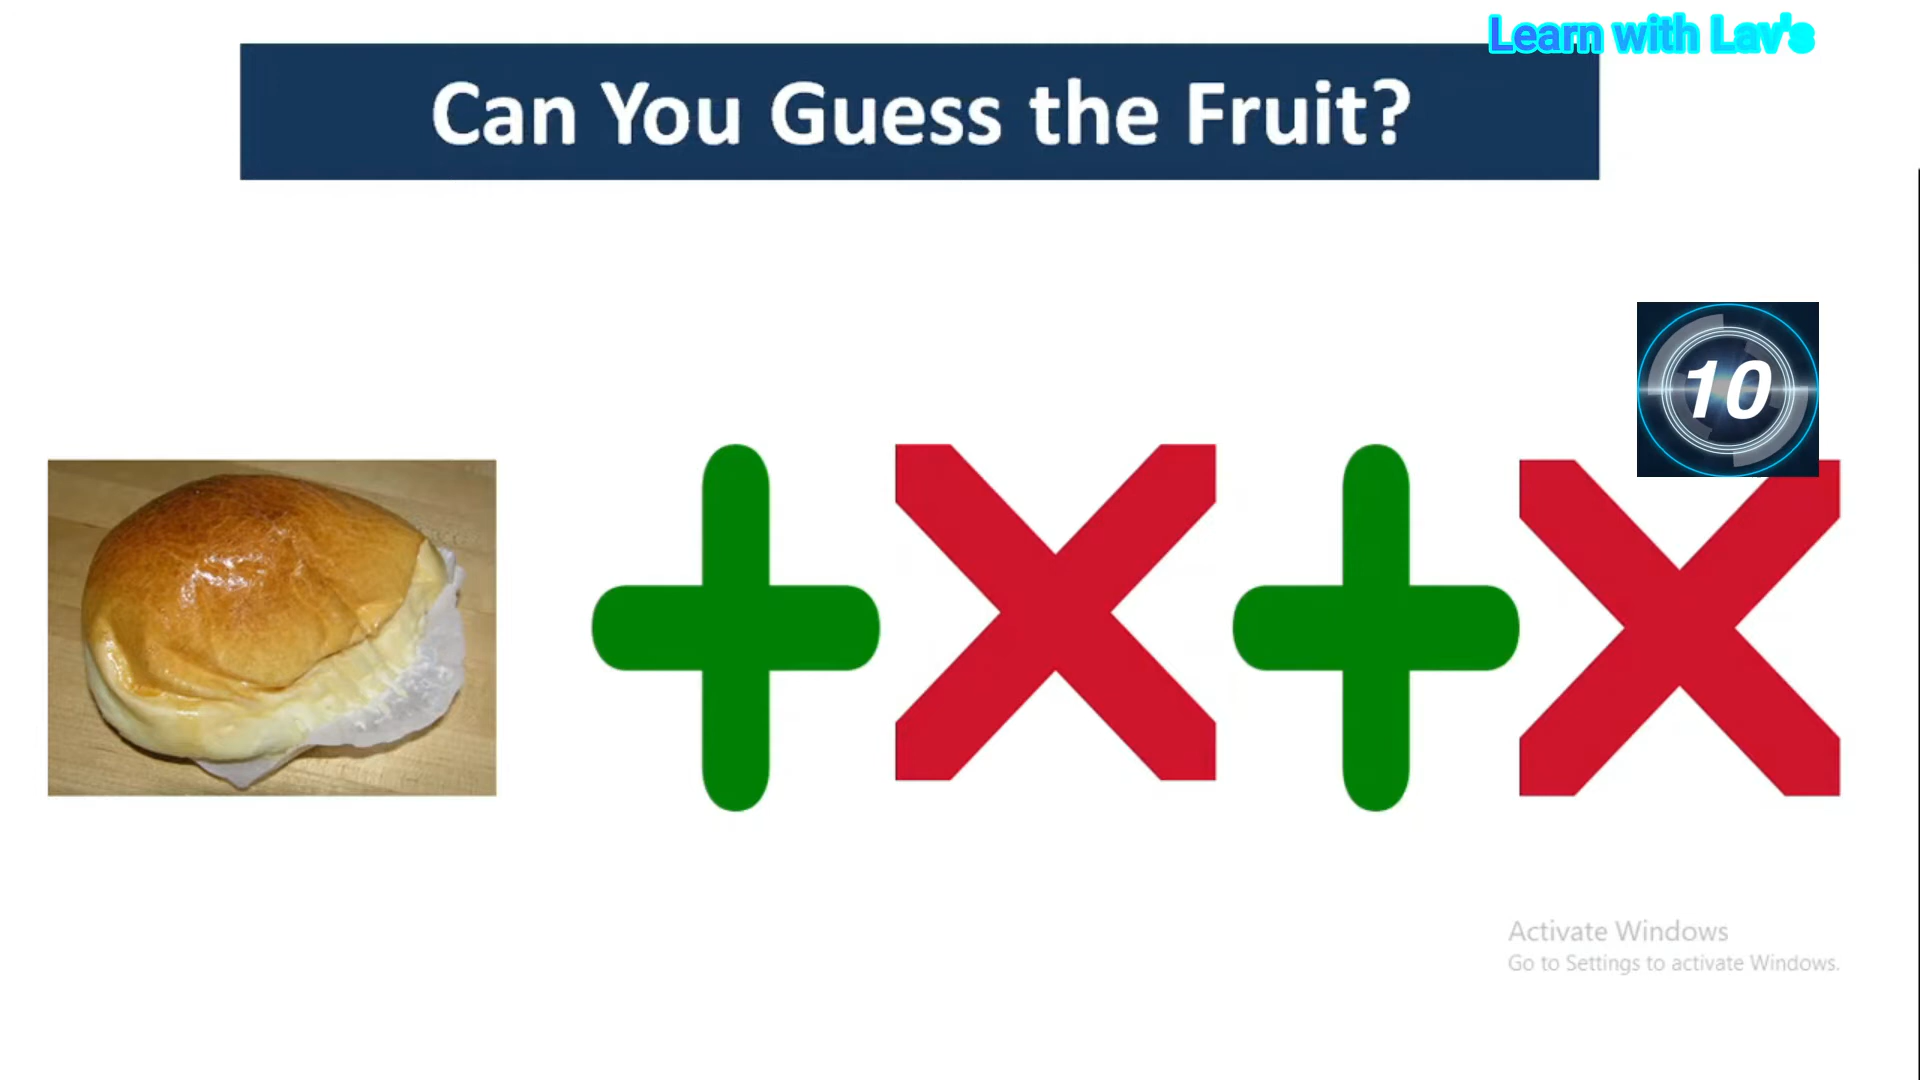 Learn with Lav's
Can You Guess the Fruit?
10
Activate Windows
Go to Settings to activate Windows.